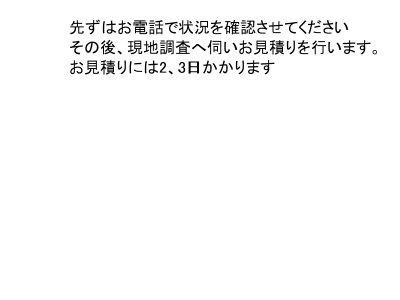 先ずはお電話で状況を確認させてください
その後、現地調査へ伺いお見積りを行います。
お見積りには2、3日かかります